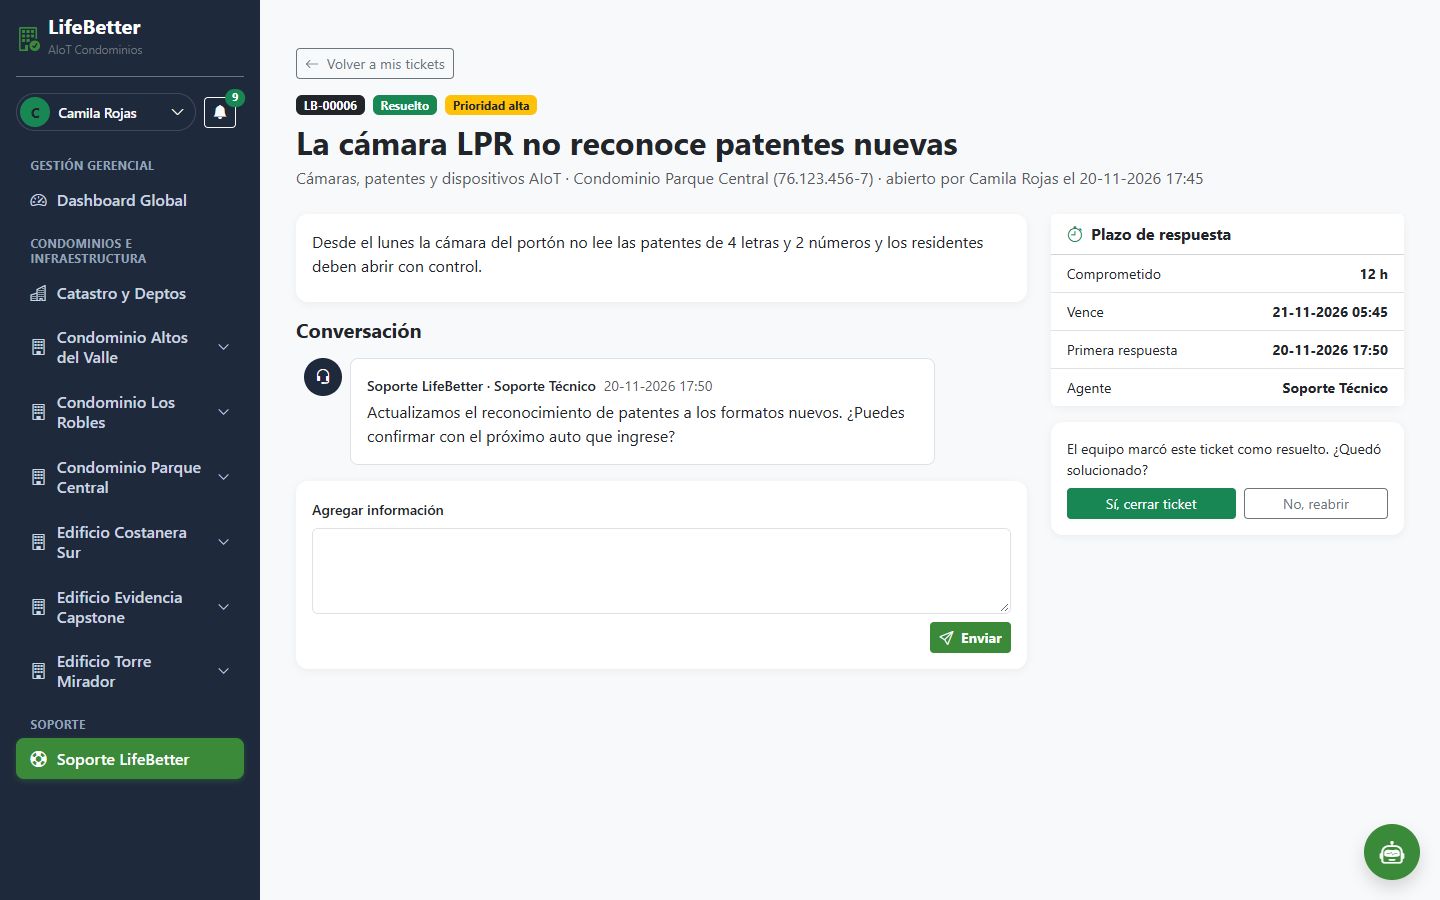 LifeBetter
AIoT Condominios
C
Camila Rojas
9
GESTIÓN GERENCIAL
Dashboard Global
CONDOMINIOS E
INFRAESTRUCTURA
Catastro y Deptos
Condominio Altos
del Valle
Condominio Los
Robles
Condominio Parque
Central
Edificio Costanera
Sur
Edificio Evidencia
Capstone
Edificio Torre
Mirador
SOPORTE
Soporte LifeBetter
Volver a mis tickets
LB-00006 Resuelto Prioridad alta
La cámara LPR no reconoce patentes nuevas
Cámaras, patentes y dispositivos AIoT · Condominio Parque Central (76.123.456-7) · abierto por Camila Rojas el 20-11-2026 17:45
Desde el lunes la cámara del portón no lee las patentes de 4 letras y 2 números y los residentes
deben abrir con control.
Conversación
Soporte LifeBetter · Soporte Técnico 20-11-2026 17:50
Actualizamos el reconocimiento de patentes a los formatos nuevos. ¿Puedes
confirmar con el próximo auto que ingrese?
Agregar información
Enviar
Plazo de respuesta
Comprometido 12 h
Vence 21-11-2026 05:45
Primera respuesta 20-11-2026 17:50
Agente Soporte Técnico
El equipo marcó este ticket como resuelto. ¿Quedó
solucionado?
Sí, cerrar ticket No, reabrir